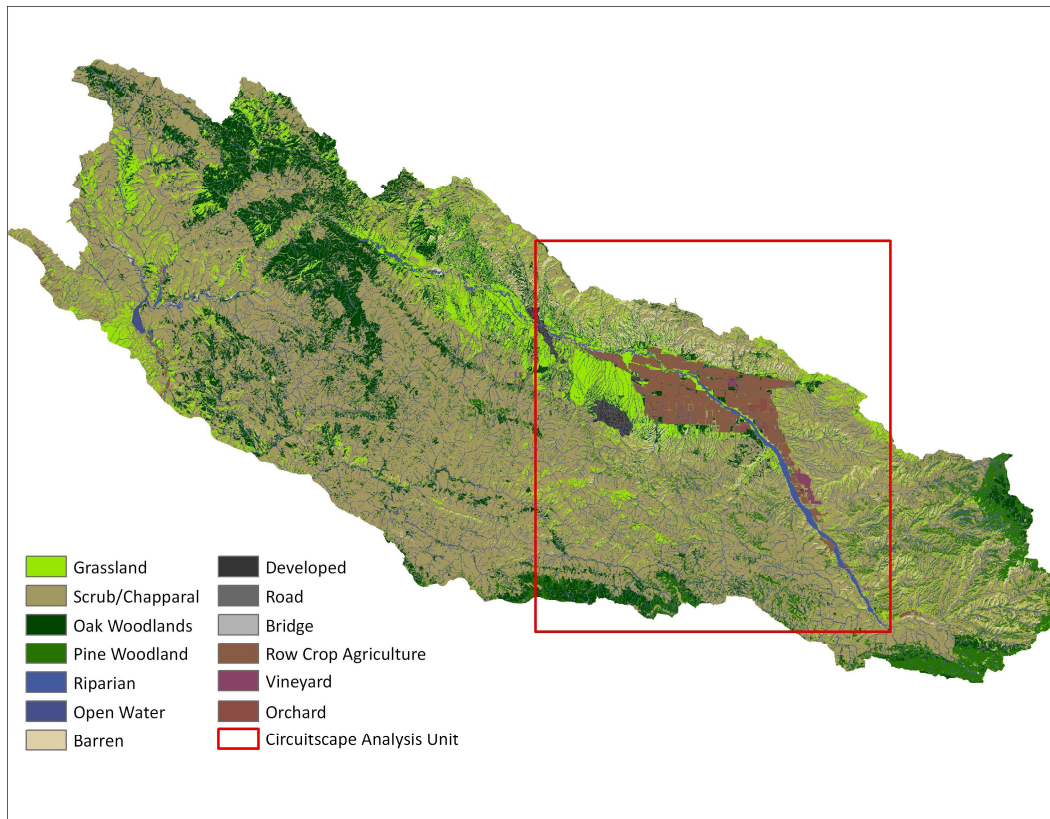 Grassland
Scrub/Chapparal
Oak Woodlands
Pine Woodland
Riparian
Open Water
Barren
Developed
Road
Bridge
Row Crop Agriculture
Vineyard
Orchard
Circuitscape Analysis Unit